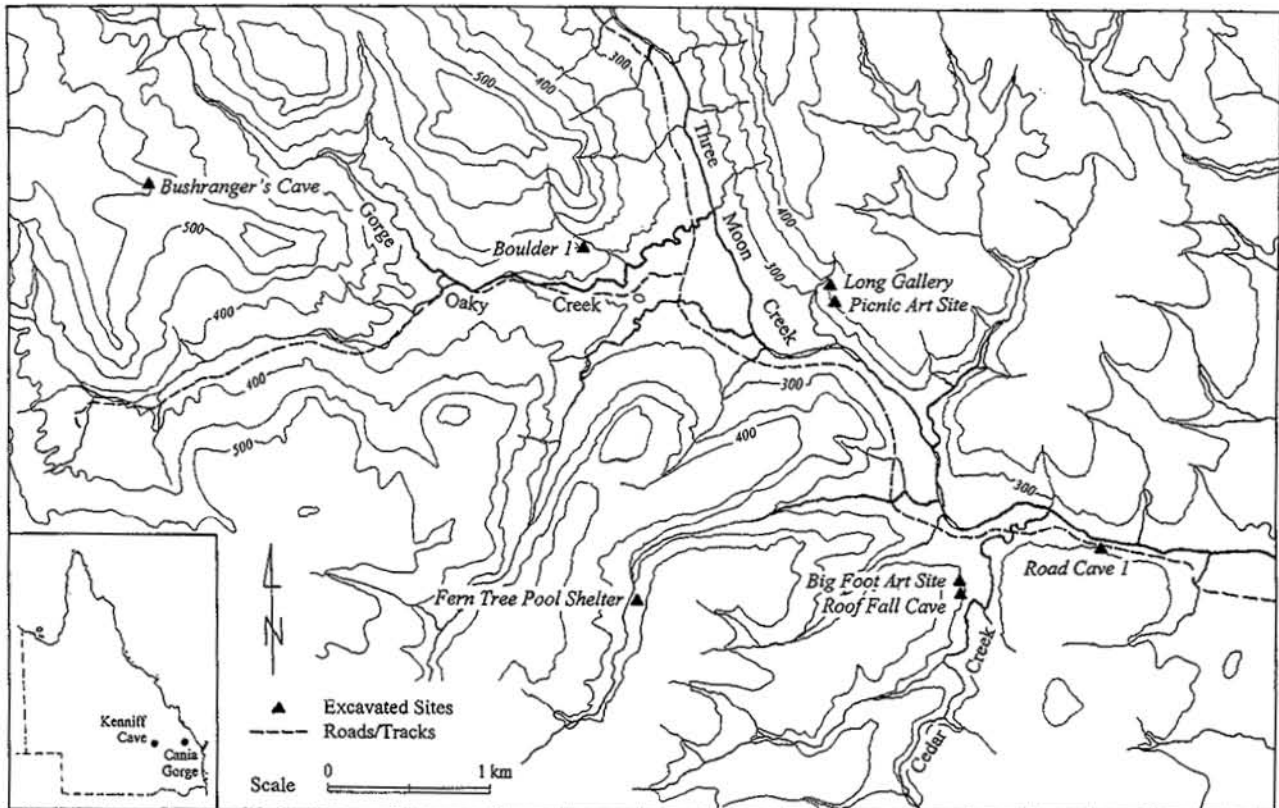 300
500
400
Three
Bushranger's Cave
Gorge
Moon
400
500
Boulder 1
300
Long Gallery
Picnic Art Site
Oaky
Creek
Creek
400
400
300
500
400
300
Big Foot Art Site
Road Cave 1
Fern Tree Pool Shelter
Roof Fall Cave
N
Creek
Excavated Sites
Roads/Tracks
Kenniff
Cave
Cania
Gorge
Cedar
0 1 km
Scale